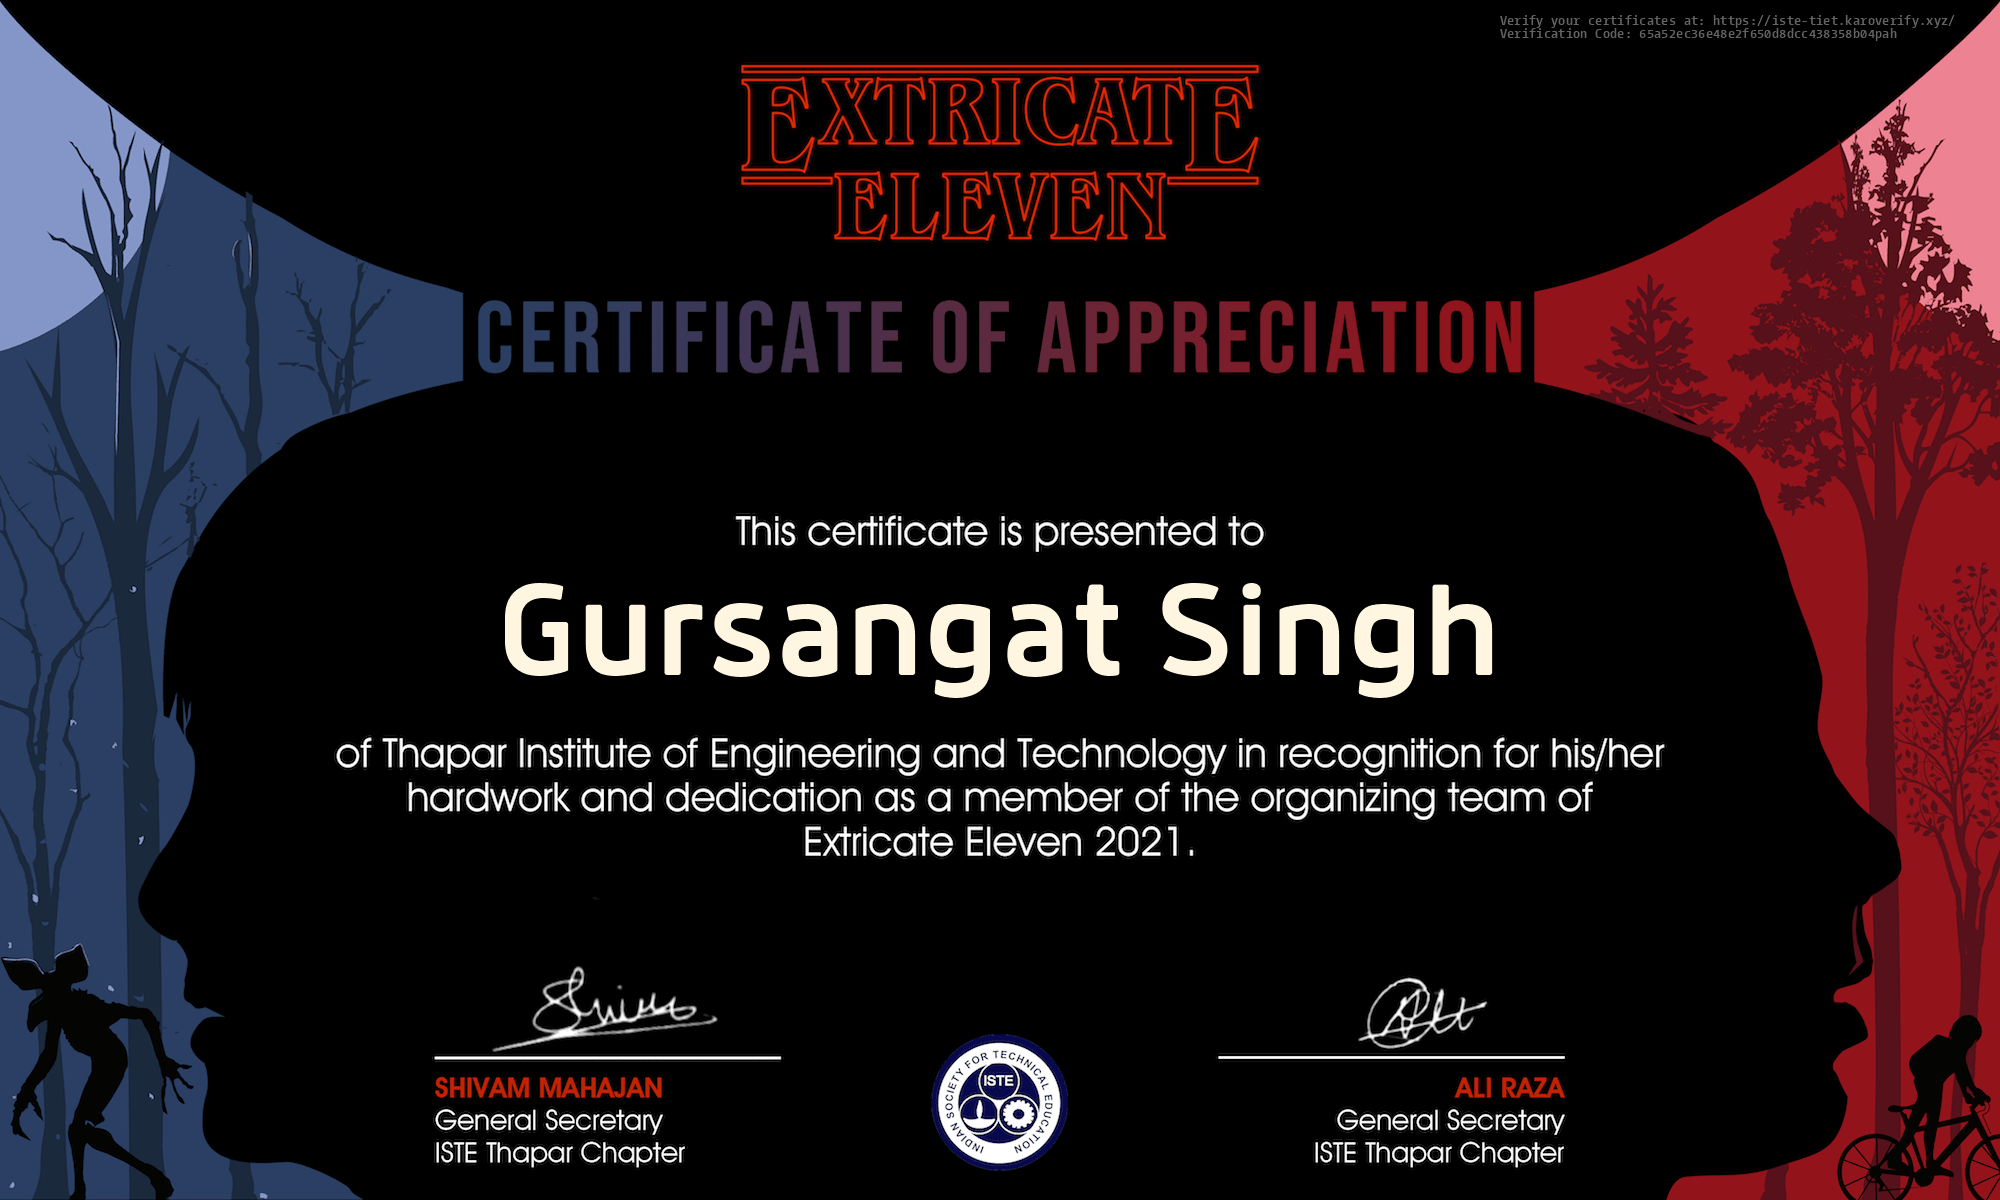 Verify your certificates at: https://iste-tiet.karoverify.xyz/
Verification Code: 65a52ec36e48e2f650d8dcc438358b04pah
EXTRICATE
ELEVEN
CERTIFICATE OF APPRECIATION
This certificate is presented to
Gursangat Singh
of Thapar Institute of Engineering and Technology in recognition for his/her
hardwork and dedication as a member of the organizing team of
Extricate Eleven 2021.
SHIVAM MAHAJAN
General Secretary
ISTE Thapar Chapter
INDIAN SOCIETY FOR TECHNICAL EDUCATION
ISTE
ALI RAZA
General Secretary
ISTE Thapar Chapter